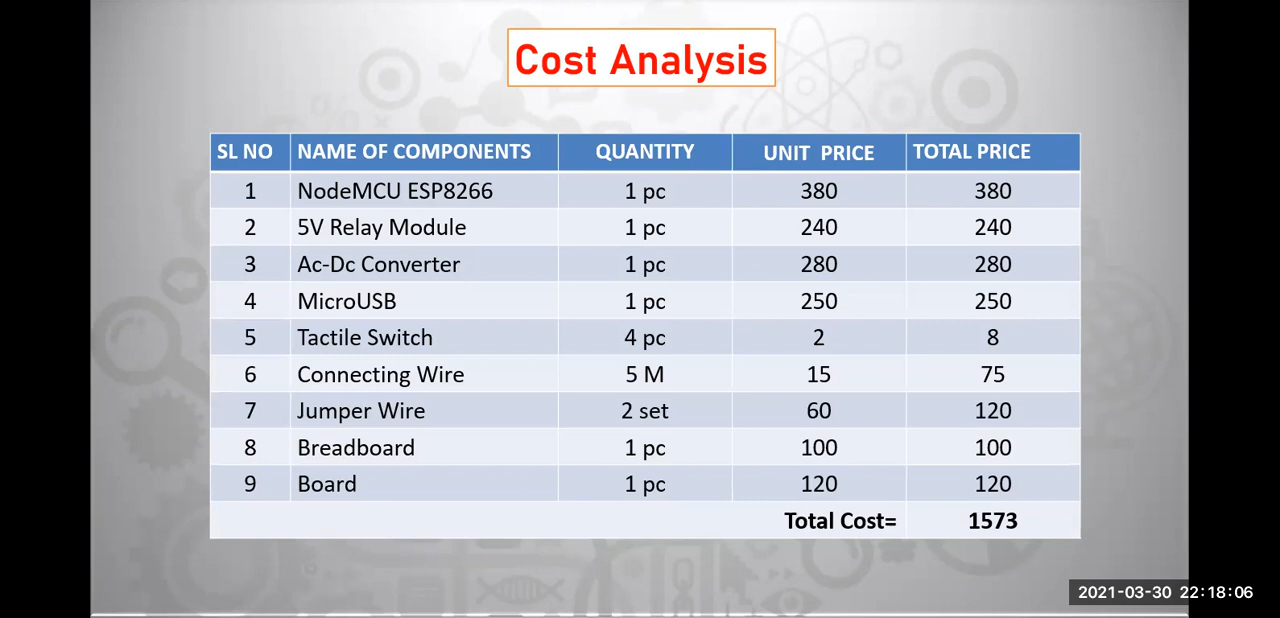 Cost Analysis
SL NO NAME OF COMPONENTS QUANTITY UNIT PRICE TOTAL PRICE
1 NodeMCU ESP8266 1 pc 380 380
2 5V Relay Module 1 pc 240 240
3 Ac-Dc Converter 1 pc 280 280
4 MicroUSB 1 pc 250 250
5 Tactile Switch 4 pc 2 8
6 Connecting Wire 5 M 15 75
7 Jumper Wire 2 set 60 120
8 Breadboard 1 pc 100 100
9 Board 1 pc 120 120
Total Cost= 1573
2021-03-30 22:18:06